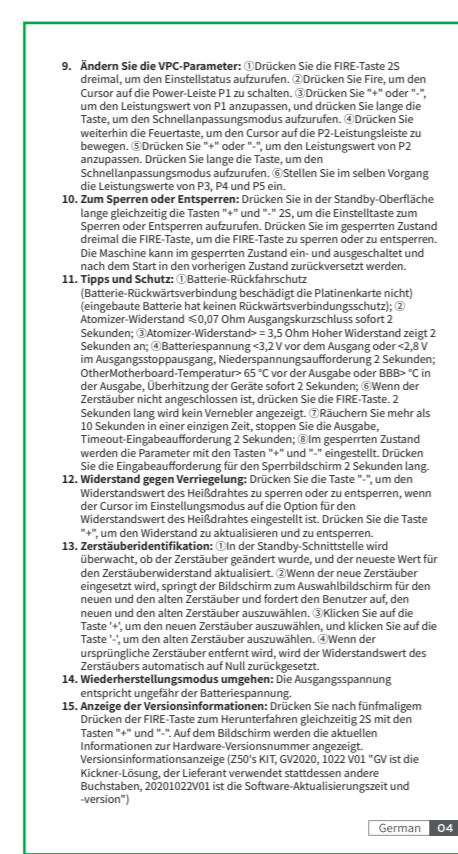 9. Ändern Sie die VPC-Parameter: ①Drücken Sie die FIRE-Taste 2S
dreimal, um den Einstellstatus aufzurufen. ②Drücken Sie Fire, um den
Cursor auf die Power-Leiste P1 zu schalten. ③Drücken Sie "+" oder "-",
um den Leistungswert von P1 anzupassen, und drücken Sie lange die
Taste, um den Schnellanpassungsmodus aufzurufen. ④Drücken Sie
weiterhin die Feuertaste, um den Cursor auf die P2-Leistungsleiste zu
bewegen. ⑤Drücken Sie "+" oder "-", um den Leistungswert von P2
anzupassen. Drücken Sie lange die Taste, um den
Schnellanpassungsmodus aufzurufen. ⑥Stellen Sie im selben Vorgang
die Leistungswerte von P3, P4 und P5 ein.
10. Zum Sperren oder Entsperren: Drücken Sie in der Standby-Oberfläche
lange gleichzeitig die Tasten "+" und "-" 2S, um die Einstelltaste zum
Sperren oder Entsperren aufzurufen. Drücken Sie im gesperrten Zustand
dreimal die FIRE-Taste, um die FIRE-Taste zu sperren oder zu entsperren.
Die Maschine kann im gesperrten Zustand ein- und ausgeschaltet und
nach dem Start in den vorherigen Zustand zurückversetzt werden.
11. Tipps und Schutz: ①Batterie-Rückfahrschutz
(Batterie-Rückwärtsverbindung beschädigt die Platinenkarte nicht)
(eingebaute Batterie hat keinen Rückwärtsverbindungsschutz); ②
Atomizer-Widerstand ≤0,07 Ohm Ausgangskurzschluss sofort 2
Sekunden; ③Atomizer-Widerstand> = 3,5 Ohm Hoher Widerstand zeigt 2
Sekunden an; ④Batteriespannung <3,2 V vor dem Ausgang oder <2,8 V
im Ausgangsstoppausgang, Niederspannungsaufforderung 2 Sekunden;
OtherMotherboard-Temperatur> 65 °C vor der Ausgabe oder BBB> °C in
der Ausgabe, Überhitzung der Geräte sofort 2 Sekunden; ⑥Wenn der
Zerstäuber nicht angeschlossen ist, drücken Sie die FIRE-Taste. 2
Sekunden lang wird kein Vernebler angezeigt. ⑦Räuchern Sie mehr als
10 Sekunden in einer einzigen Zeit, stoppen Sie die Ausgabe,
Timeout-Eingabeaufforderung 2 Sekunden; ⑧Im gesperrten Zustand
werden die Parameter mit den Tasten "+" und "-" eingestellt. Drücken
Sie die Eingabeaufforderung für den Sperrbildschirm 2 Sekunden lang.
12. Widerstand gegen Verriegelung: Drücken Sie die Taste "-", um den
Widerstandswert des Heißdrahtes zu sperren oder zu entsperren, wenn
der Cursor im Einstellungsmodus auf die Option für den
Widerstandswert des Heißdrahtes eingestellt ist. Drücken Sie die Taste
"+", um den Widerstand zu aktualisieren und zu entsperren.
13. Zerstäuberidentifikation: ①In der Standby-Schnittstelle wird
überwacht, ob der Zerstäuber geändert wurde, und der neueste Wert für
den Zerstäuberwiderstand aktualisiert. ②Wenn der neue Zerstäuber
eingesetzt wird, springt der Bildschirm zum Auswahlbildschirm für den
neuen und den alten Zerstäuber und fordert den Benutzer auf, den
neuen und den alten Zerstäuber auszuwählen. ③Klicken Sie auf die
Taste '+', um den neuen Zerstäuber auszuwählen, und klicken Sie auf die
Taste '-', um den alten Zerstäuber auszuwählen. ④Wenn der
ursprüngliche Zerstäuber entfernt wird, wird der Widerstandswert des
Zerstäubers automatisch auf Null zurückgesetzt.
14. Wiederherstellungsmodus umgehen: Die Ausgangsspannung
entspricht ungefähr der Batteriespannung.
15. Anzeige der Versionsinformationen: Drücken Sie nach fünfmaligem
Drücken der FIRE-Taste zum Herunterfahren gleichzeitig 2S mit den
Tasten "+" und "-". Auf dem Bildschirm werden die aktuellen
Informationen zur Hardware-Versionsnummer angezeigt.
Versionsinformationsanzeige (Z50's KIT, GV2020, 1022 V01 "GV ist die
Kickner-Lösung, der Lieferant verwendet stattdessen andere
Buchstaben, 20201022V01 ist die Software-Aktualisierungszeit und
-version")
German 04